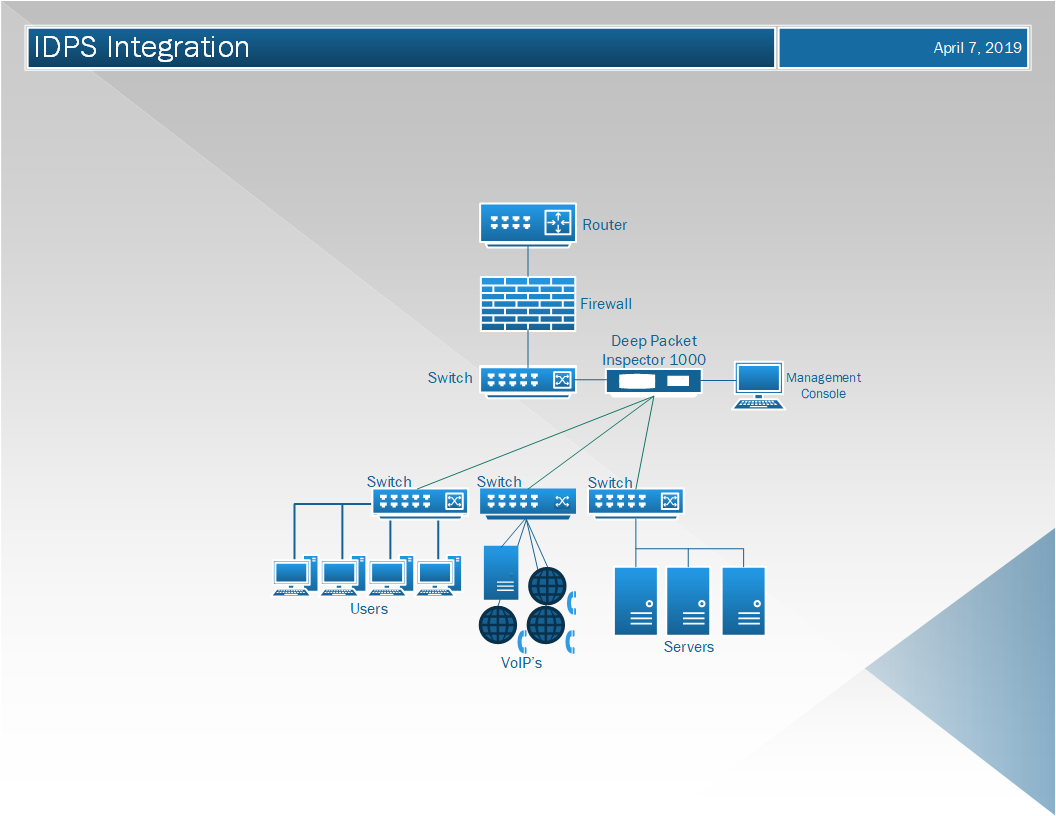 IDPS Integration
April 7, 2019
Router
Firewall
Deep Packet
Inspector 1000
Switch
Management
Console
Switch
Switch
Switch
Users
VoIP's
Servers